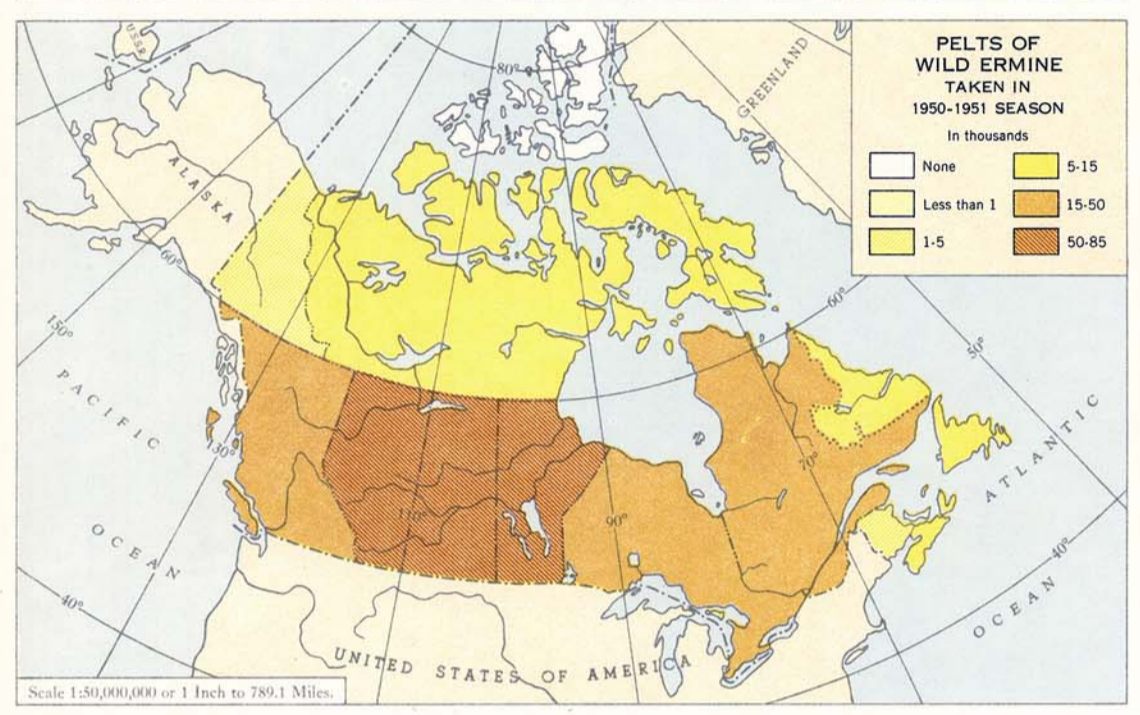 PELTS OF
WILD ERMINE
TAKEN IN
1950-1951 SEASON
In thousands
None
Less than 1
1-5
5-15
15-50
50-85
USSR
80°
GREENLAND
ALASKA
60°
60°
150°
50°
PACIFIC
130°
70°
ATLANTIC
110°
90°
OCEAN
40°
40°
OCEAN
UNITED STATES OF AMERICA
Scale 1:50,000,000 or 1 Inch to 789.1 Miles.